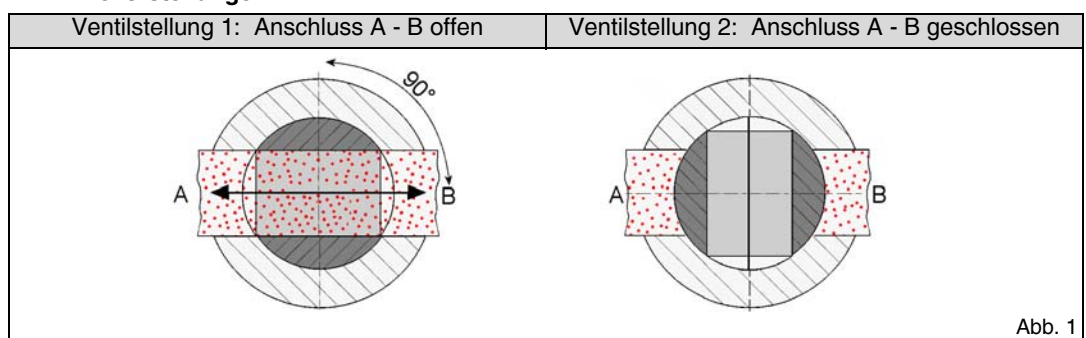 Ventilstellung 1: Anschluss A - B offen
Ventilstellung 2: Anschluss A - B geschlossen
90°
A
B
A
B
Abb. 1